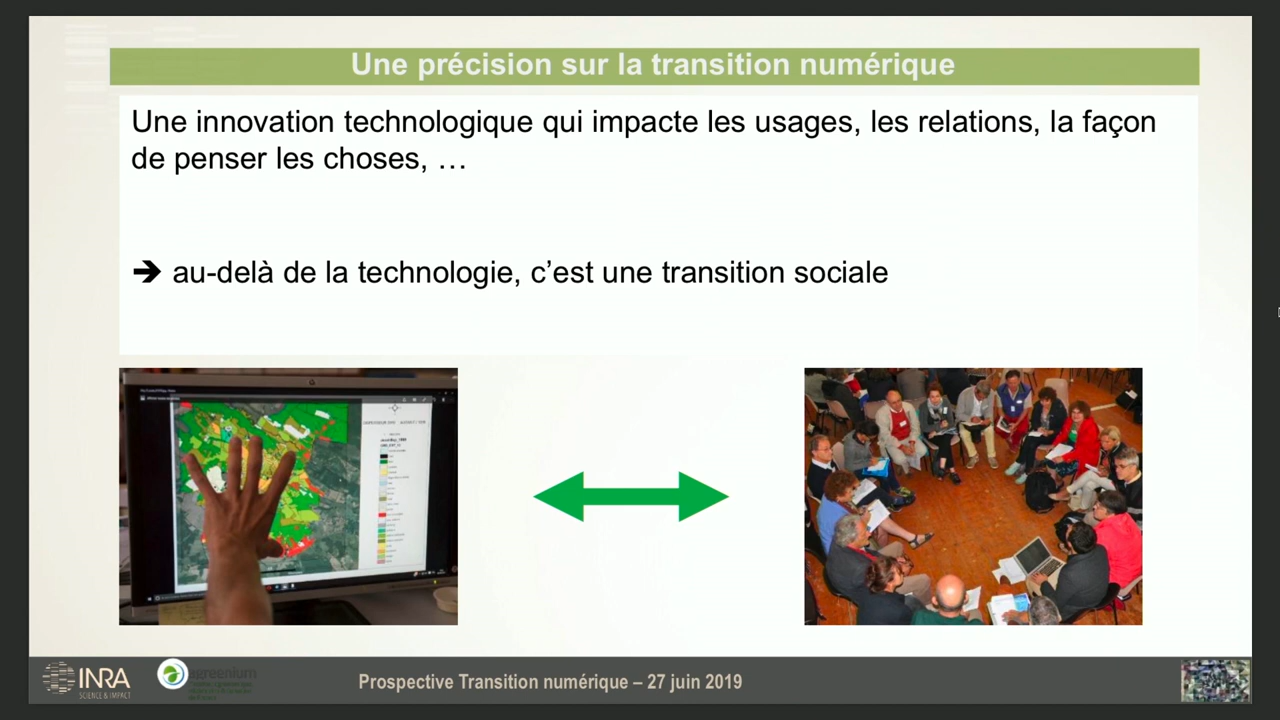 Une précision sur la transition numérique
Une innovation technologique qui impacte les usages, les relations, la façon
de penser les choses, …
➔ au-delà de la technologie, c’est une transition sociale
INRA
SCIENCE & IMPACT
agreenium
Prospective Transition numérique – 27 juin 2019